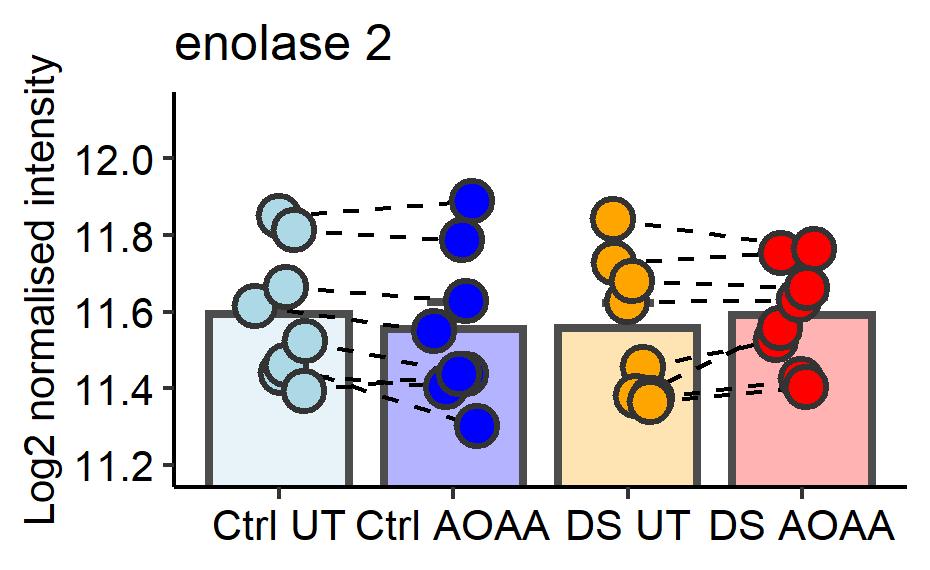 enolase 2
Log2 normalised intensity
12.0
11.8
11.6
11.4
11.2
Ctrl UT Ctrl AOAA DS UT DS AOAA